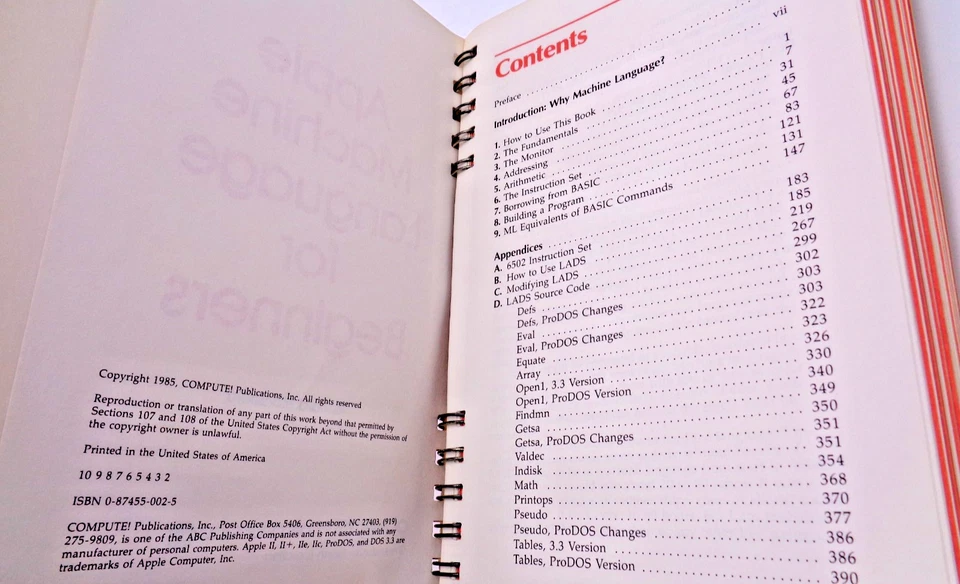 Apple
Machine
Language
for
Beginners
Copyright 1985, COMPUTE! Publications, Inc. All rights reserved
Reproduction or translation of any part of this work beyond that permitted by
Sections 107 and 108 of the United States Copyright Act without the permission of
the copyright owner is unlawful.
Printed in the United States of America
10 9 8 7 6 5 4 3 2
ISBN 0-87455-002-5
COMPUTE! Publications, Inc., Post Office Box 5406, Greensboro, NC 27403, (919)
275-9809, is one of the ABC Publishing Companies and is not associated with any
manufacturer of personal computers. Apple II, II+, IIe, IIc, ProDOS, and DOS 3.3 are
trademarks of Apple Computer, Inc.
Contents
Preface
Introduction: Why Machine Language? vii
1. How to Use This Book 1
2. The Fundamentals 7
3. The Monitor 31
4. Addressing 45
5. Arithmetic 67
6. The Instruction Set 83
7. Borrowing from BASIC 121
8. Building a Program 131
9. ML Equivalents of BASIC Commands 147
Appendices 183
A. 6502 Instruction Set 185
B. How to Use LADS 219
C. Modifying LADS 267
D. LADS Source Code 299
Defs 302
Defs, ProDOS Changes 303
Eval 303
Eval, ProDOS Changes 322
Equate 323
Array 326
Open1, 3.3 Version 330
Open1, ProDOS Version 340
Findmn 349
Getsa 350
Getsa, ProDOS Changes 351
Valdec 351
Indisk 354
Math 368
Printops 370
Pseudo 377
Pseudo, ProDOS Changes 386
Tables, 3.3 Version 386
Tables, ProDOS Version 390